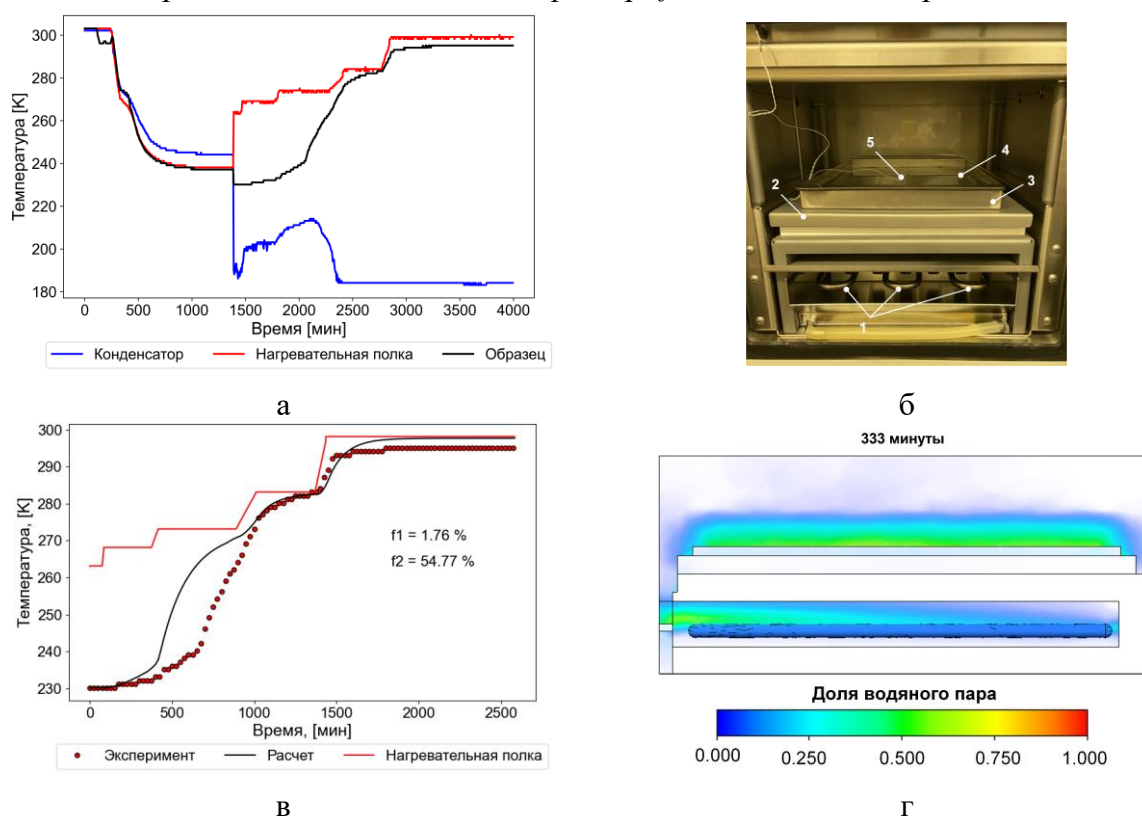 300
280
260
240
220
200
180
Температура [K]
0 500 1000 1500 2000 2500 3000 3500 4000
Время [мин]
Конденсатор Нагревательная полка Образец
а
5
4
2
3
1
б
300
290
280
270
260
250
240
230
Температура, [K]
f1 = 1.76 %
f2 = 54.77 %
0 500 1000 1500 2000 2500
Время, [мин]
Эксперимент Расчет Нагревательная полка
в
333 минуты
Доля водяного пара
0.000 0.250 0.500 0.750 1.000
г